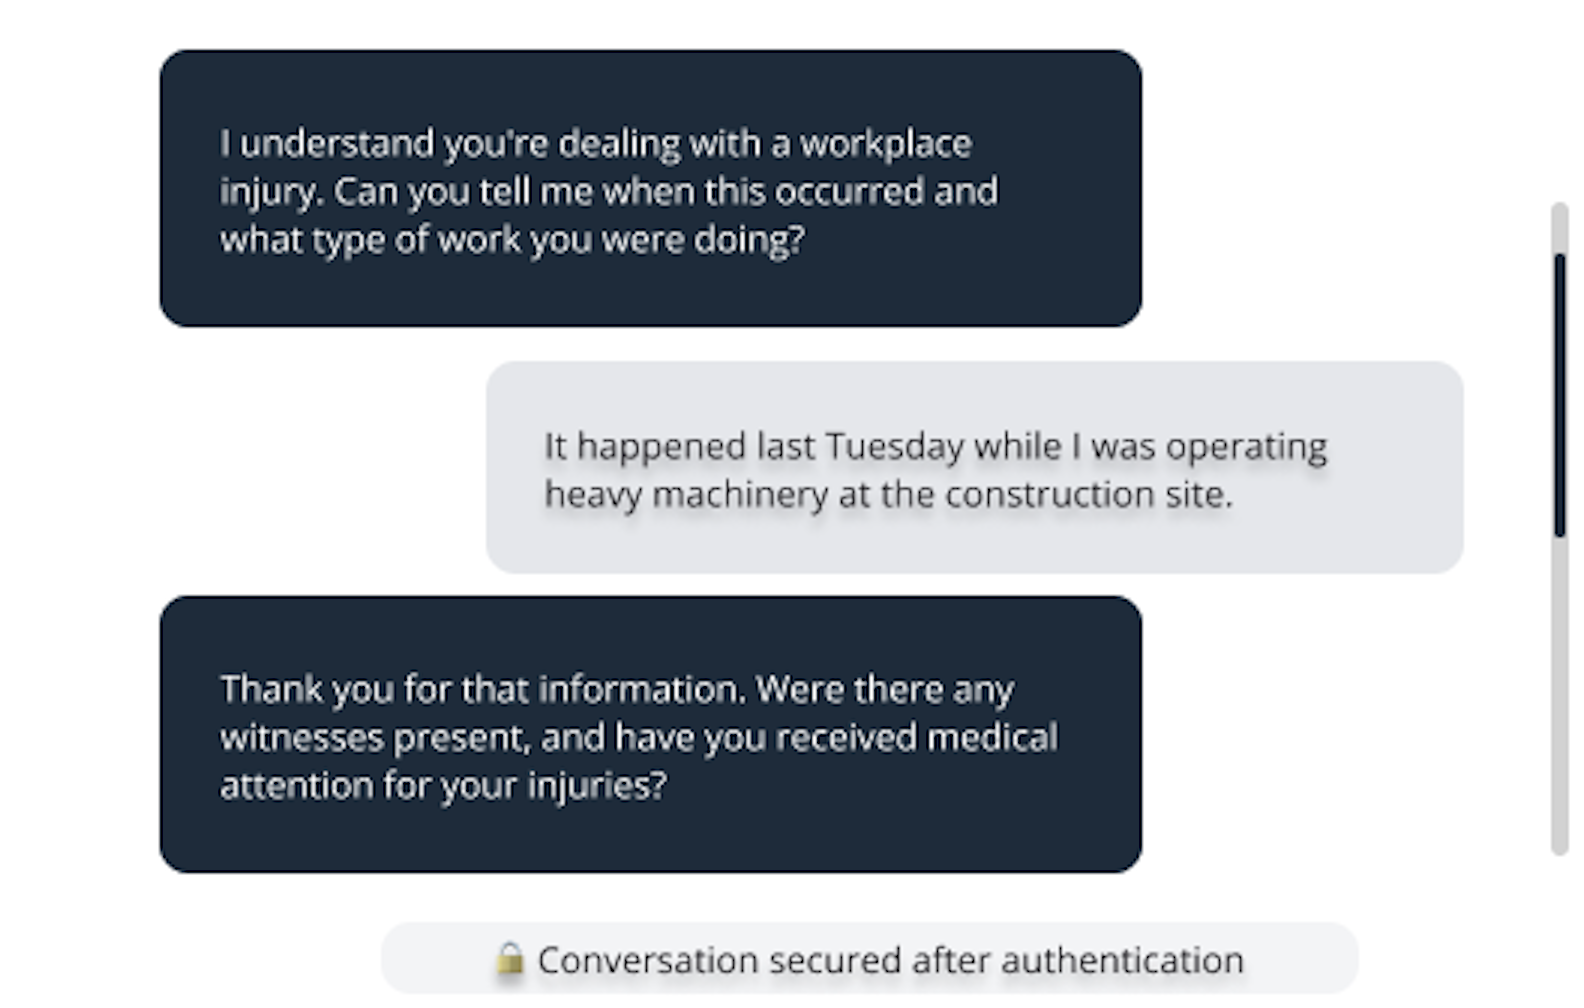 I understand you're dealing with a workplace
injury. Can you tell me when this occurred and
what type of work you were doing?
It happened last Tuesday while I was operating
heavy machinery at the construction site.
Thank you for that information. Were there any
witnesses present, and have you received medical
attention for your injuries?
🔒 Conversation secured after authentication